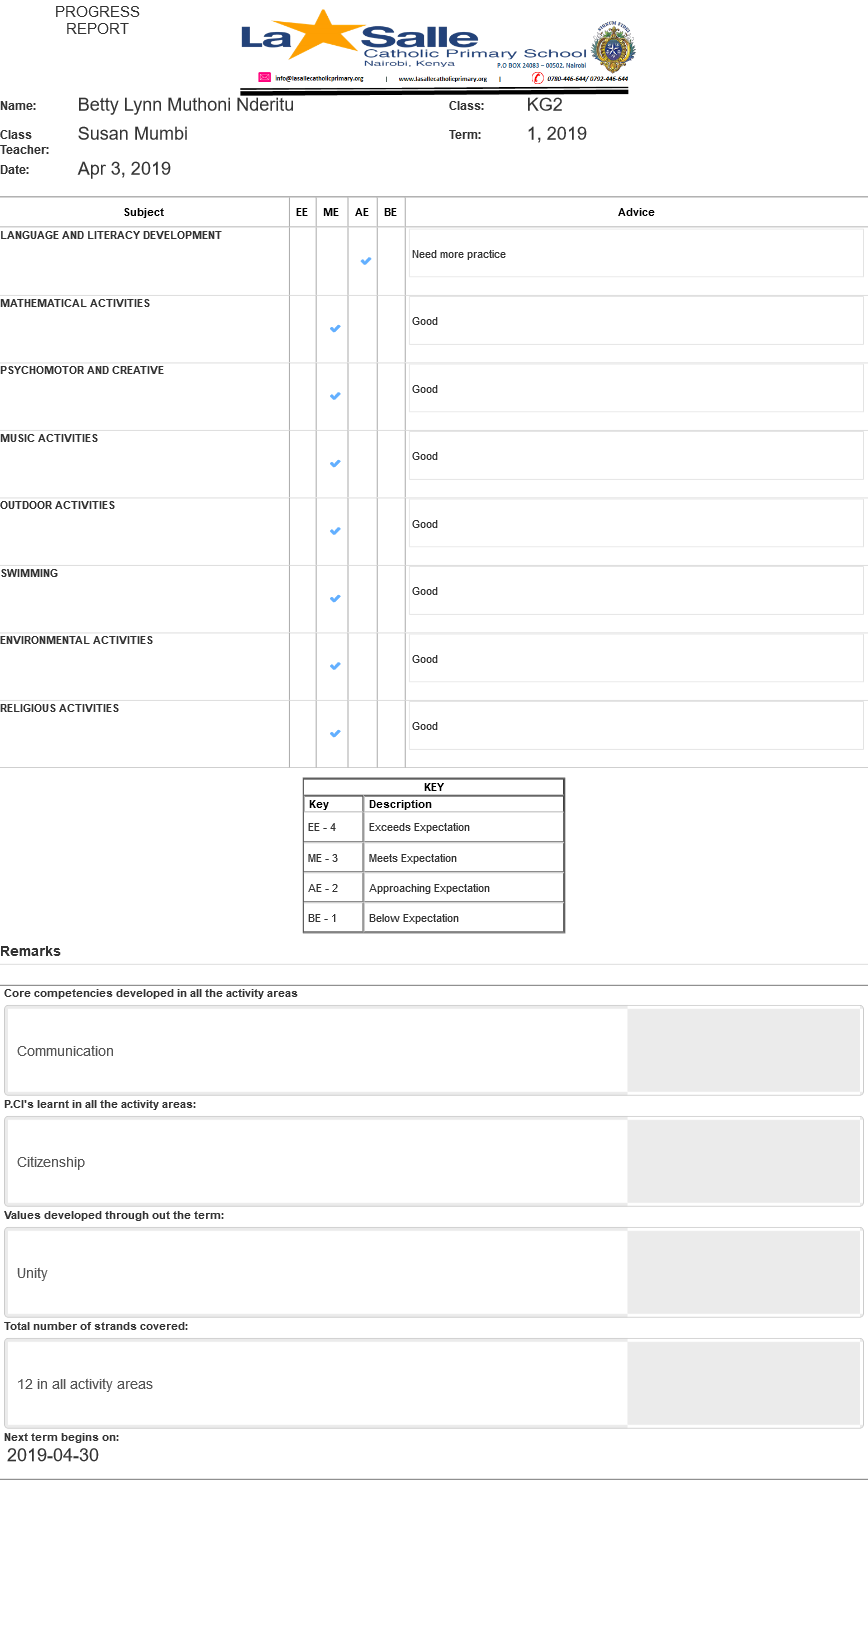 PROGRESS
REPORT
La Salle
Catholic Primary School
Nairobi, Kenya
P.O BOX 24083 – 00502, Nairobi
info@lasallecatholicprimary.org | www.lasallecatholicprimary.org | 0780-446-644/ 0792-446-644
Name: Betty Lynn Muthoni Nderitu Class: KG2
Class Teacher: Susan Mumbi Term: 1, 2019
Date: Apr 3, 2019
Subject EE ME AE BE Advice
LANGUAGE AND LITERACY DEVELOPMENT ✔ Need more practice
MATHEMATICAL ACTIVITIES ✔ Good
PSYCHOMOTOR AND CREATIVE ✔ Good
MUSIC ACTIVITIES ✔ Good
OUTDOOR ACTIVITIES ✔ Good
SWIMMING ✔ Good
ENVIRONMENTAL ACTIVITIES ✔ Good
RELIGIOUS ACTIVITIES ✔ Good
KEY
Key Description
EE - 4 Exceeds Expectation
ME - 3 Meets Expectation
AE - 2 Approaching Expectation
BE - 1 Below Expectation
Remarks
Core competencies developed in all the activity areas
Communication
P.CI's learnt in all the activity areas:
Citizenship
Values developed through out the term:
Unity
Total number of strands covered:
12 in all activity areas
Next term begins on:
2019-04-30